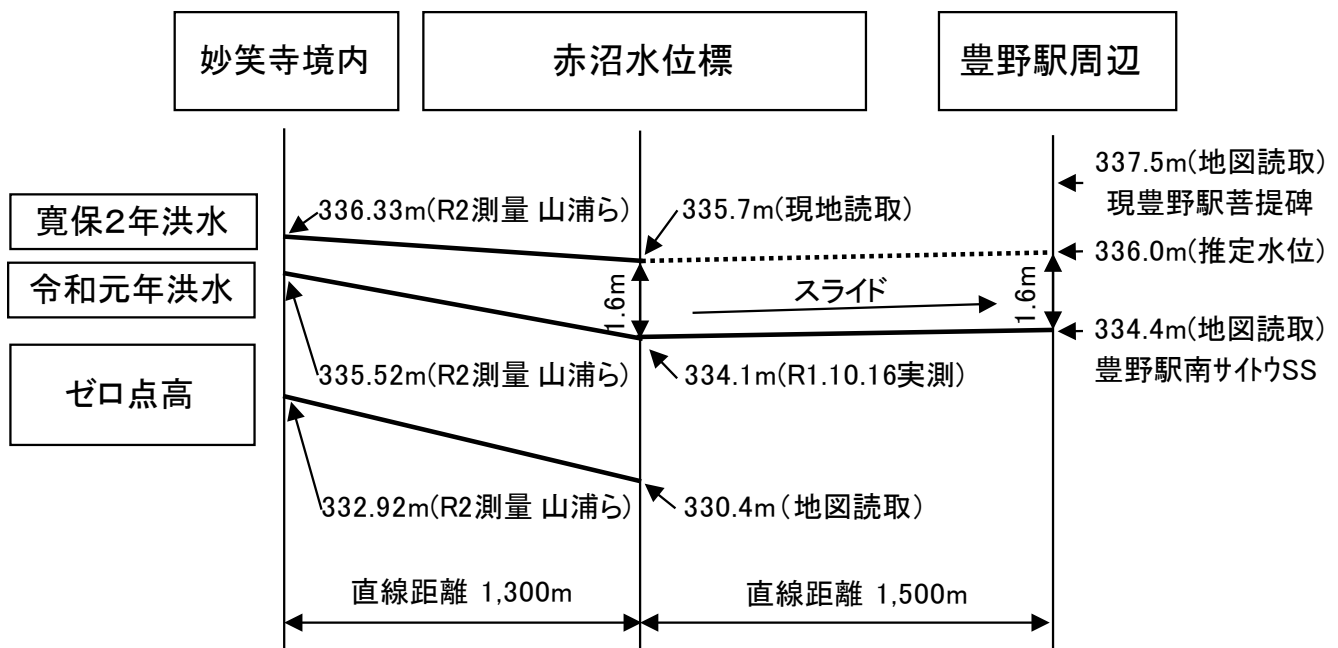 妙笑寺境内
赤沼水位標
豊野駅周辺
337.5m(地図読取)
現豊野駅菩提碑
寛保2年洪水
336.33m(R2測量 山浦ら)
335.7m(現地読取)
336.0m(推定水位)
令和元年洪水
1.6m
スライド
1.6m
335.52m(R2測量 山浦ら)
334.1m(R1.10.16実測)
334.4m(地図読取)
豊野駅南サイトウSS
ゼロ点高
332.92m(R2測量 山浦ら)
330.4m(地図読取)
直線距離 1,300m
直線距離 1,500m